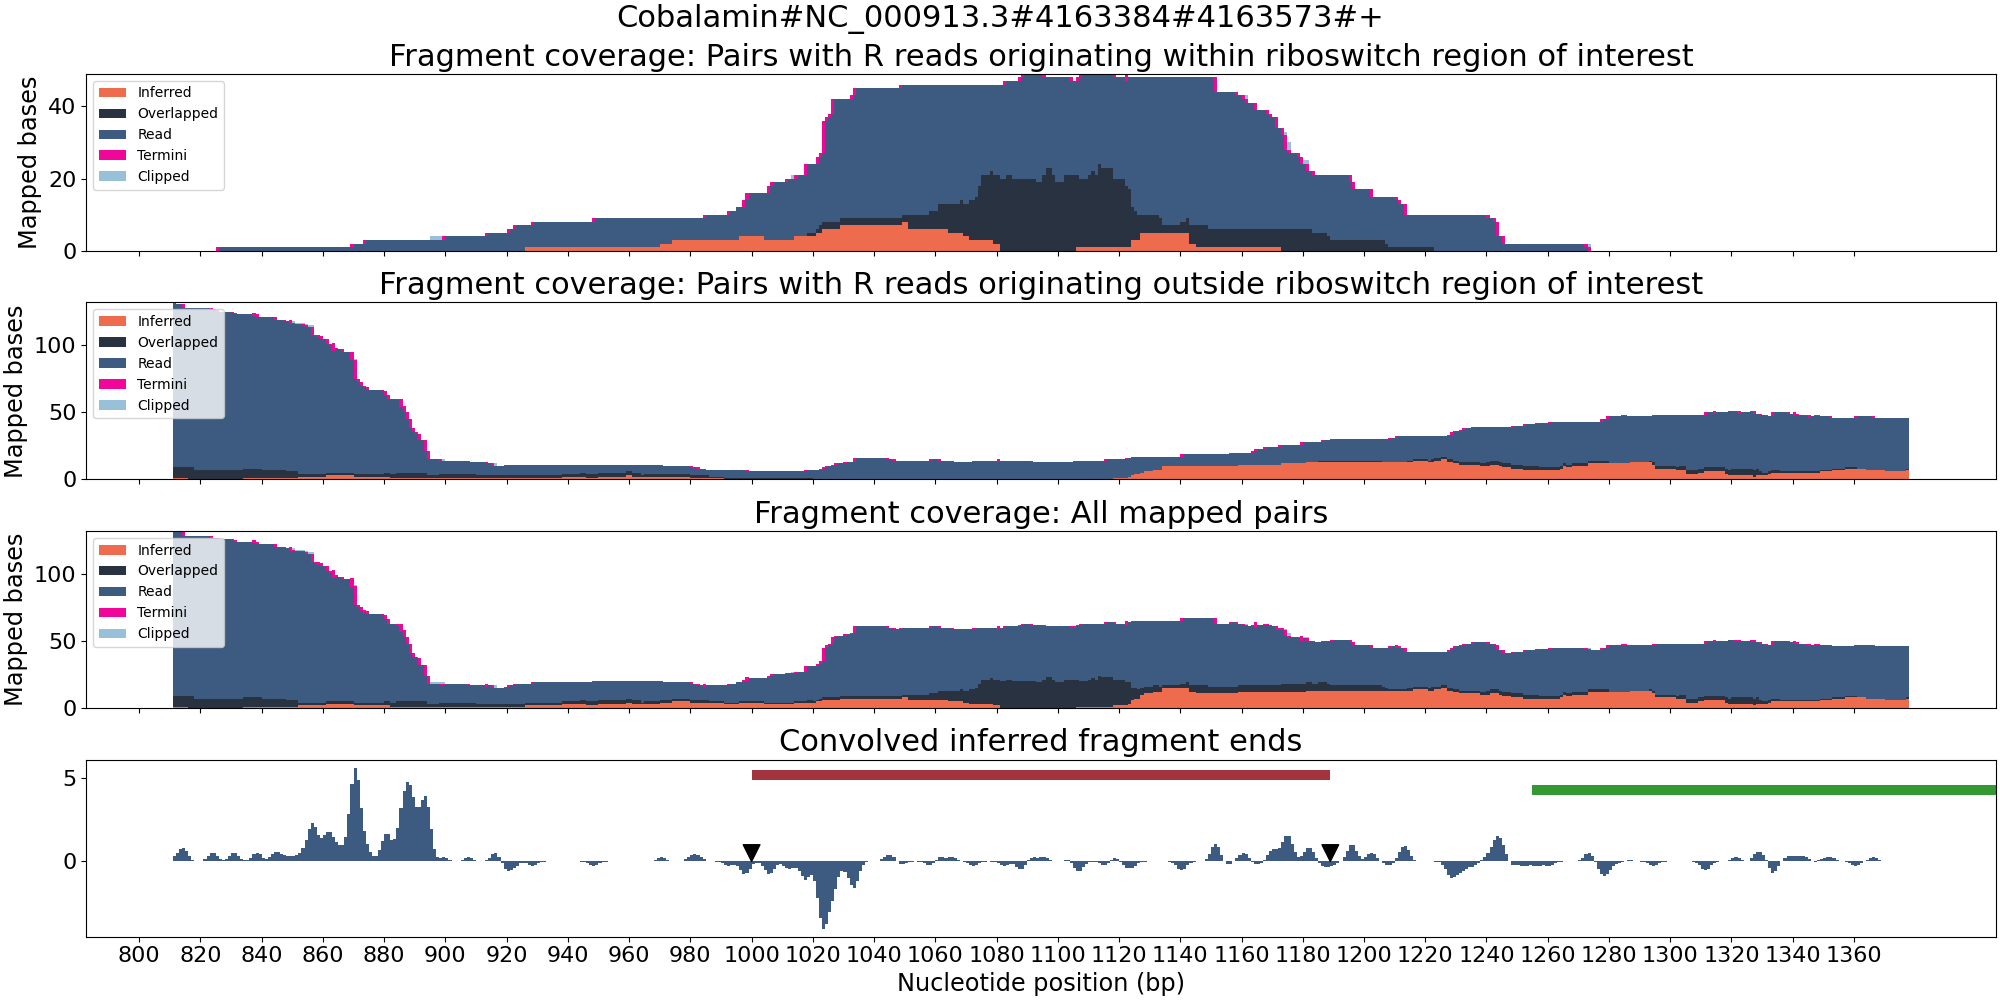 Cobalamin#NC_000913.3#4163384#4163573#+
Fragment coverage: Pairs with R reads originating within riboswitch region of interest
Mapped bases
40
20
0
Inferred
Overlapped
Read
Termini
Clipped
Fragment coverage: Pairs with R reads originating outside riboswitch region of interest
Mapped bases
100
50
0
Inferred
Overlapped
Read
Termini
Clipped
Fragment coverage: All mapped pairs
Mapped bases
100
50
0
Inferred
Overlapped
Read
Termini
Clipped
Convolved inferred fragment ends
5
0
800 820 840 860 880 900 920 940 960 980 1000 1020 1040 1060 1080 1100 1120 1140 1160 1180 1200 1220 1240 1260 1280 1300 1320 1340 1360
Nucleotide position (bp)